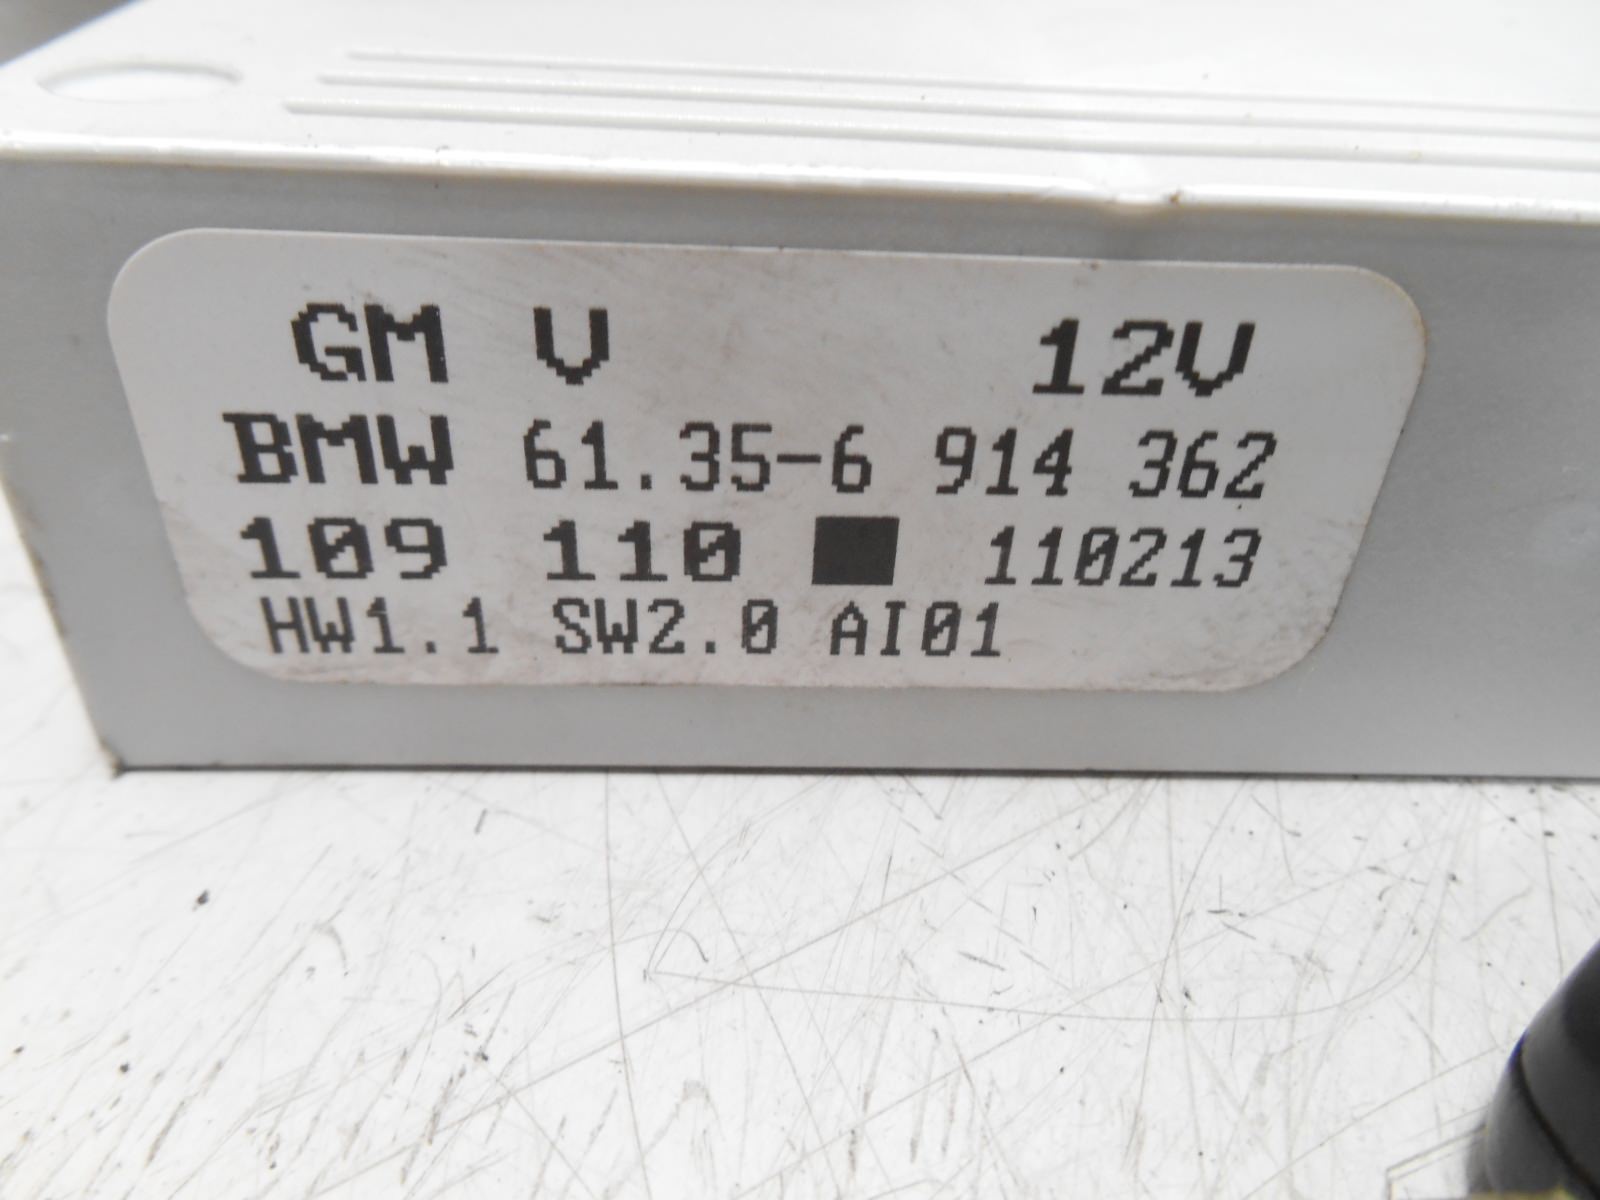 GM V 12V
BMW 61.35-6 914 362
109 110 ■ 110213
HW1.1 SW2.0 AI01